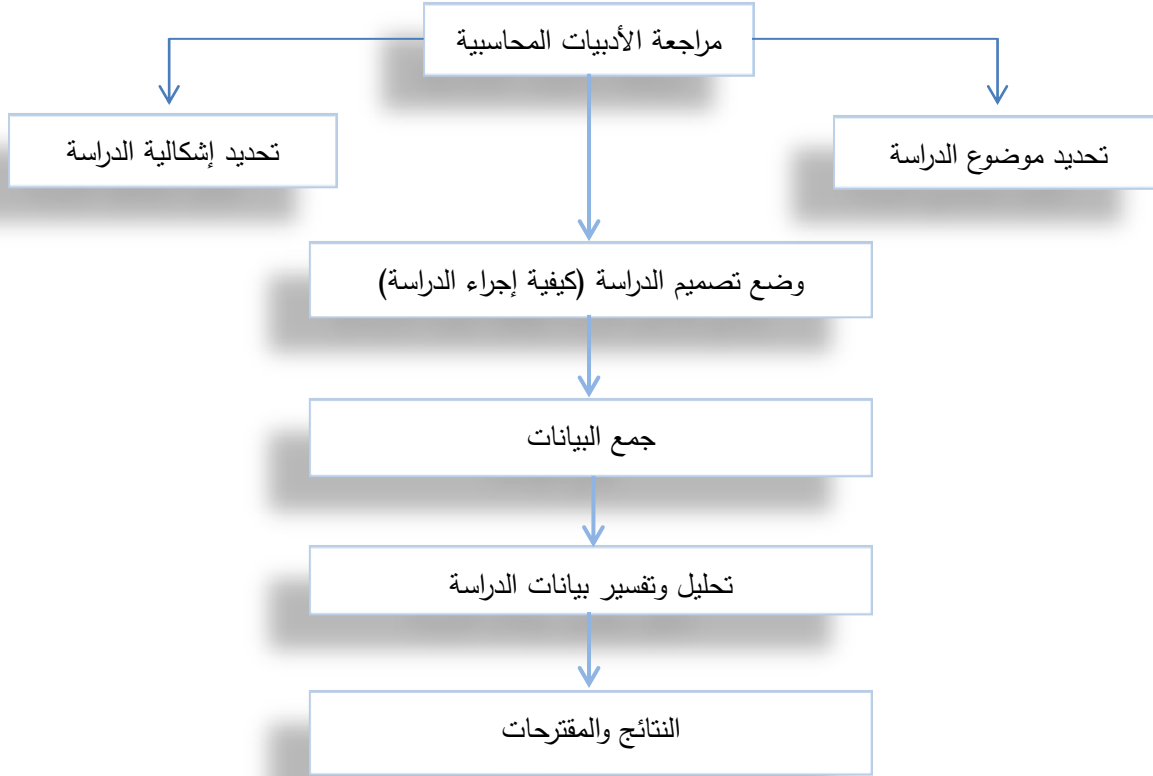 مراجعة الأدبيات المحاسبية
تحديد موضوع الدراسة
تحديد إشكالية الدراسة
وضع تصميم الدراسة (كيفية إجراء الدراسة)
جمع البيانات
تحليل وتفسير بيانات الدراسة
النتائج والمقترحات